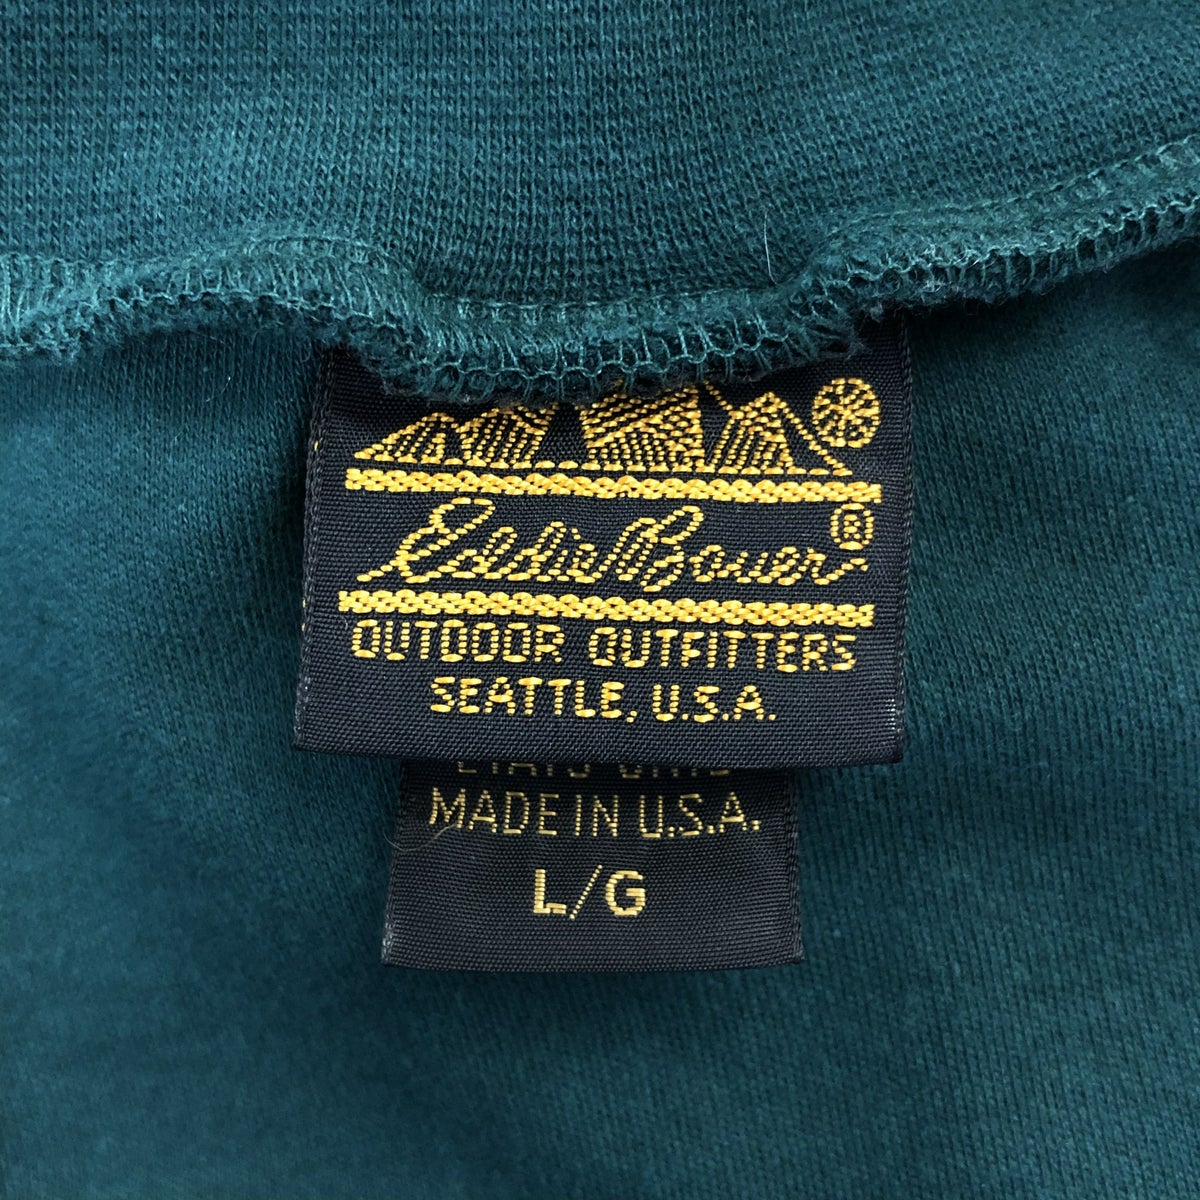 Eddie Bauer®
OUTDOOR OUTFITTERS
SEATTLE, U.S.A.
MADE IN U.S.A.
L/G